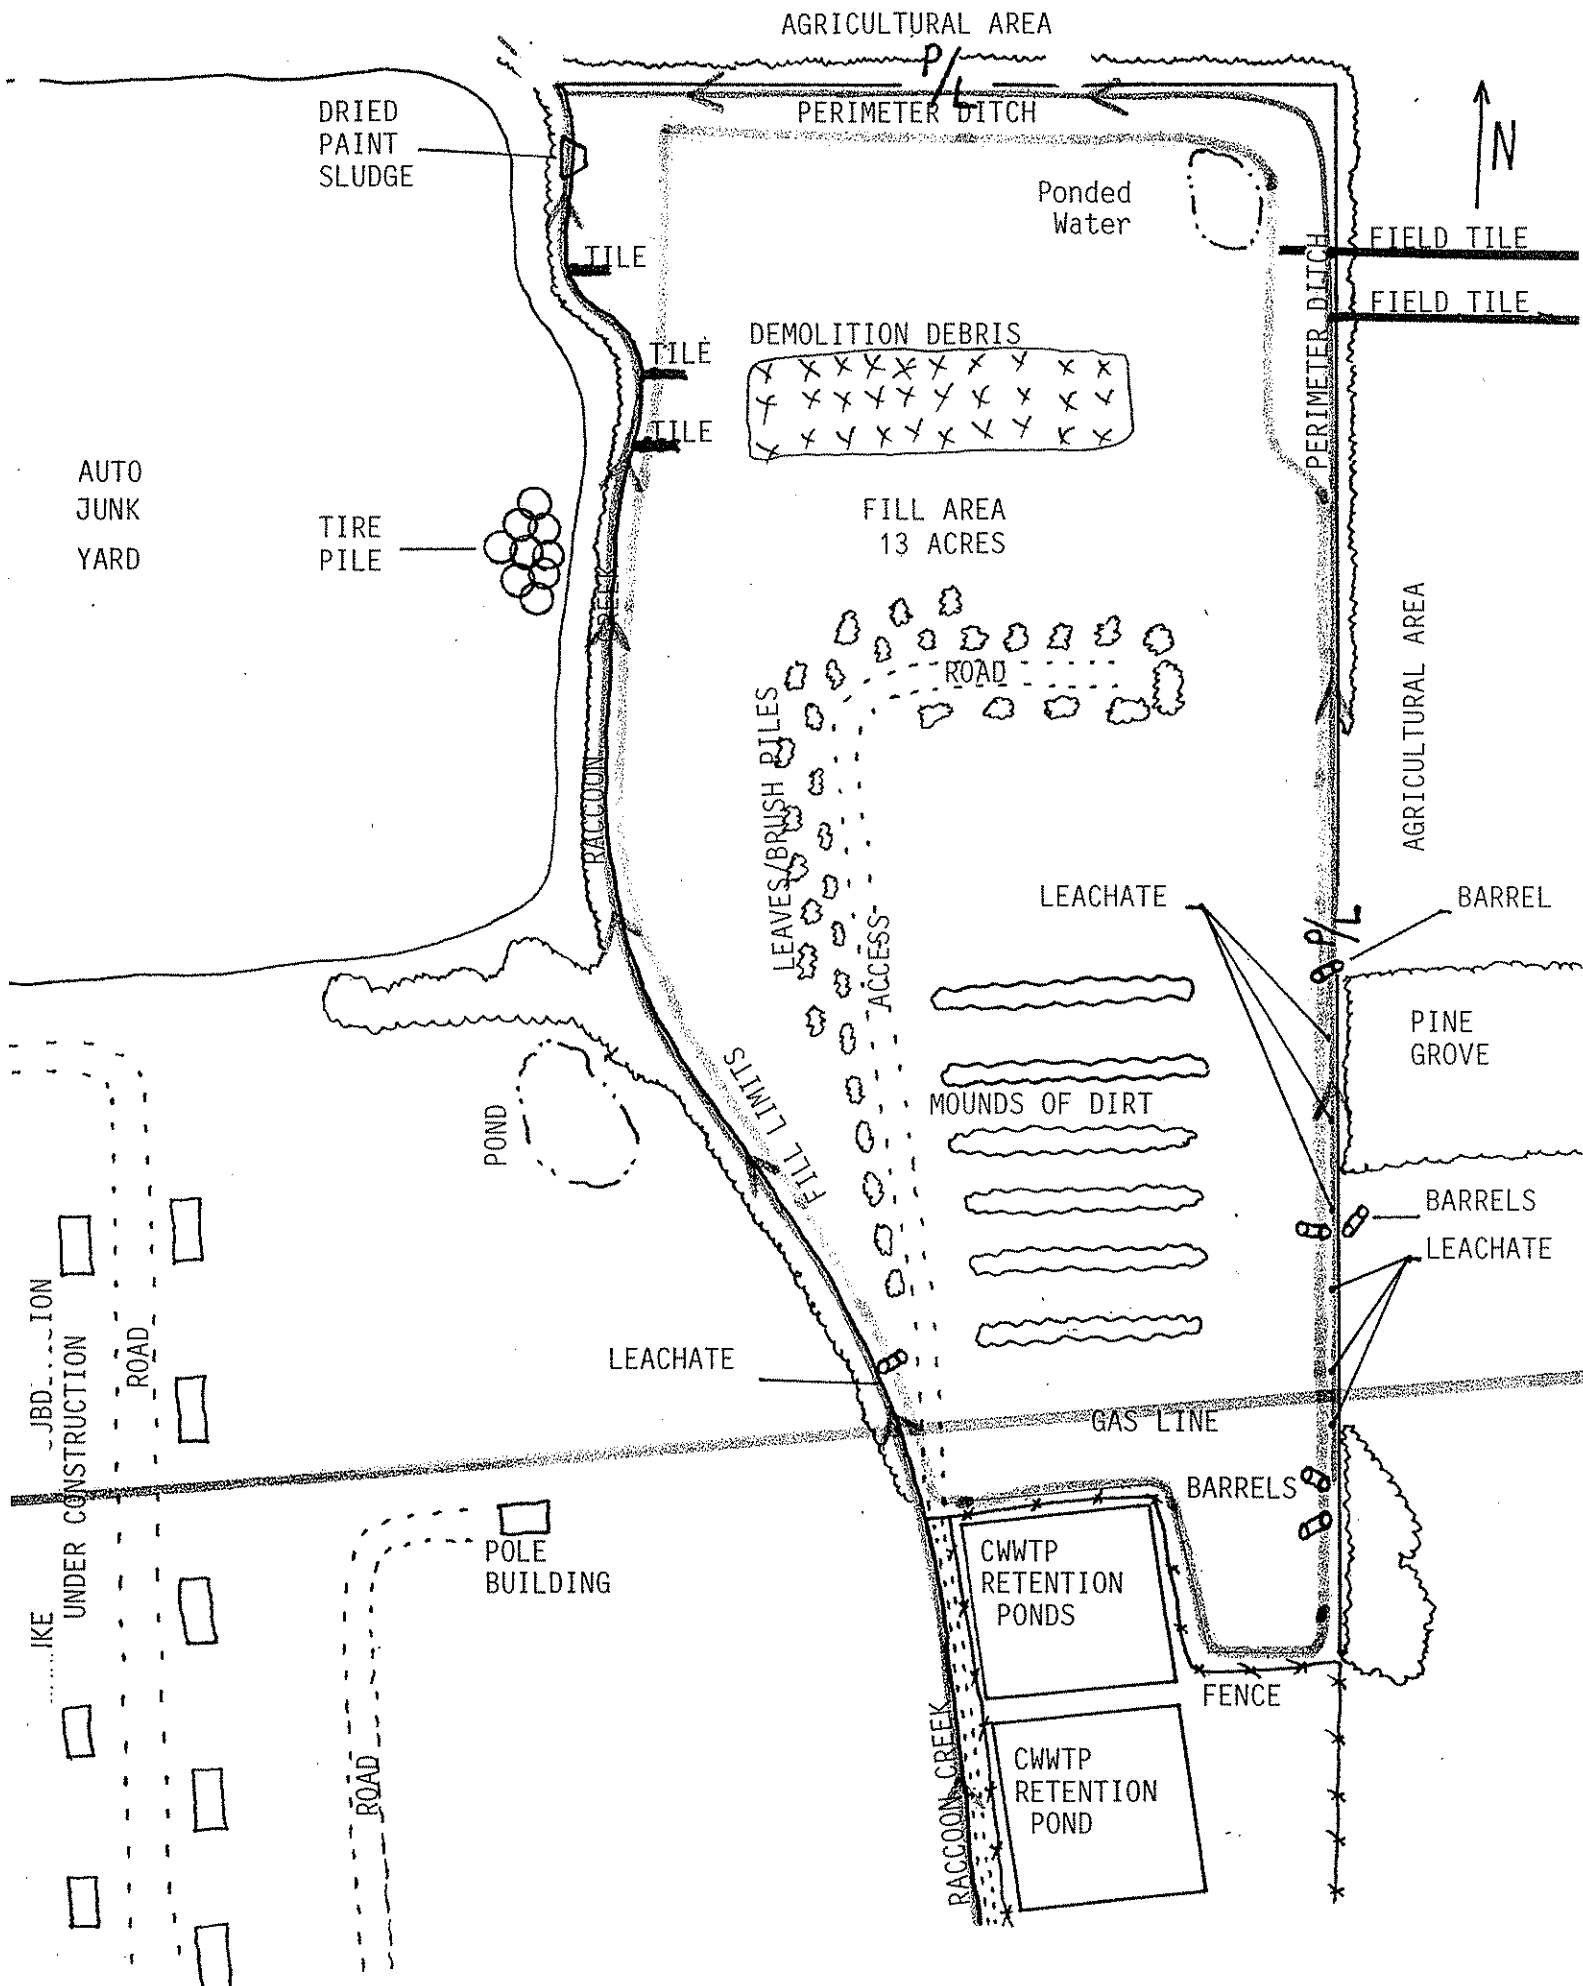 AGRICULTURAL AREA
P/L
PERIMETER DITCH
N
DRIED
PAINT
SLUDGE
Ponded
Water
TILE
FIELD TILE
FIELD TILE
PERIMETER DITCH
DEMOLITION DEBRIS
TILE
TILE
AUTO
JUNK
YARD
TIRE
PILE
FILL AREA
13 ACRES
RACCOON CREEK
ROAD
LEAVES/BRUSH PILES
AGRICULTURAL AREA
LEACHATE
BARREL
P/L
ACCESS
PINE
GROVE
MOUNDS OF DIRT
FILL LIMITS
POND
BARRELS
LEACHATE
UNDER CONSTRUCTION
ROAD
LEACHATE
GAS LINE
BARRELS
POLE
BUILDING
CWWTP
RETENTION
PONDS
FENCE
RACCOON CREEK
CWWTP
RETENTION
POND
ROAD